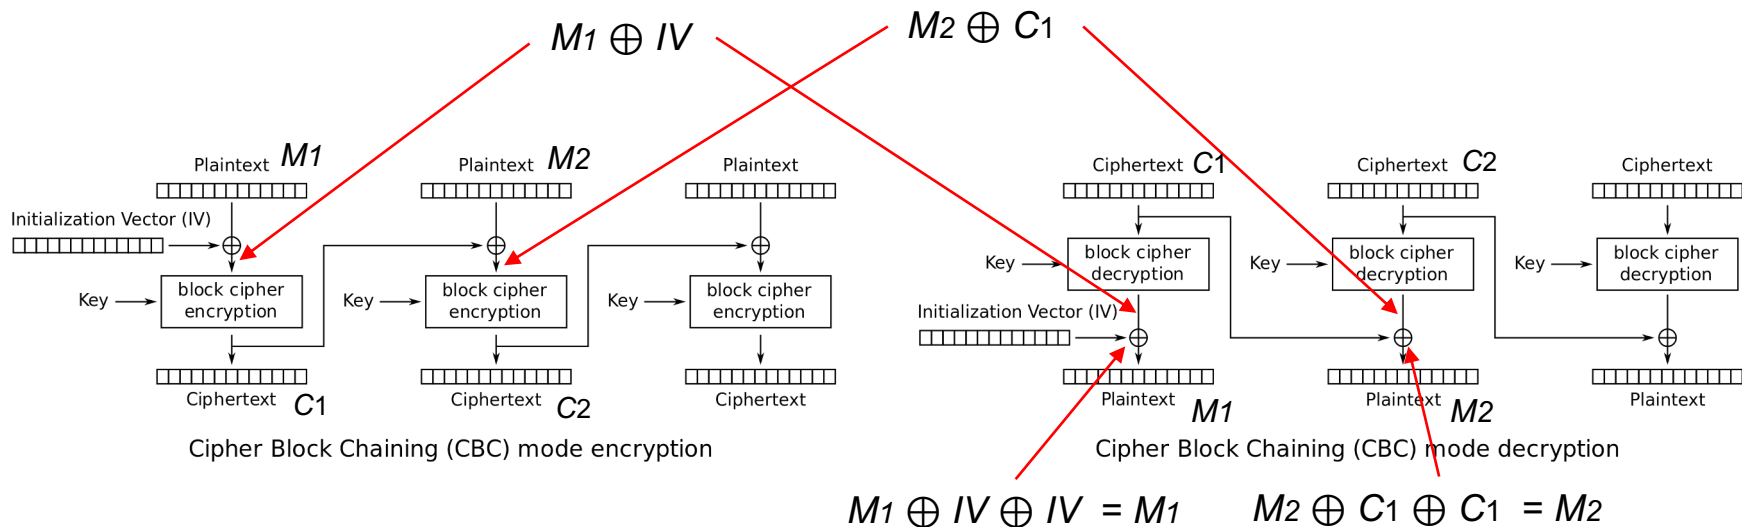 M1 ⊕ IV
M2 ⊕ C1
Plaintext M1
Plaintext M2
Plaintext
Initialization Vector (IV)
Key
block cipher
encryption
Key
block cipher
encryption
Key
block cipher
encryption
Ciphertext C1
Ciphertext C2
Ciphertext
Cipher Block Chaining (CBC) mode encryption
Ciphertext C1
Ciphertext C2
Ciphertext
Key
block cipher
decryption
Key
block cipher
decryption
Key
block cipher
decryption
Initialization Vector (IV)
Plaintext M1
Plaintext M2
Plaintext
Cipher Block Chaining (CBC) mode decryption
M1 ⊕ IV ⊕ IV = M1
M2 ⊕ C1 ⊕ C1 = M2